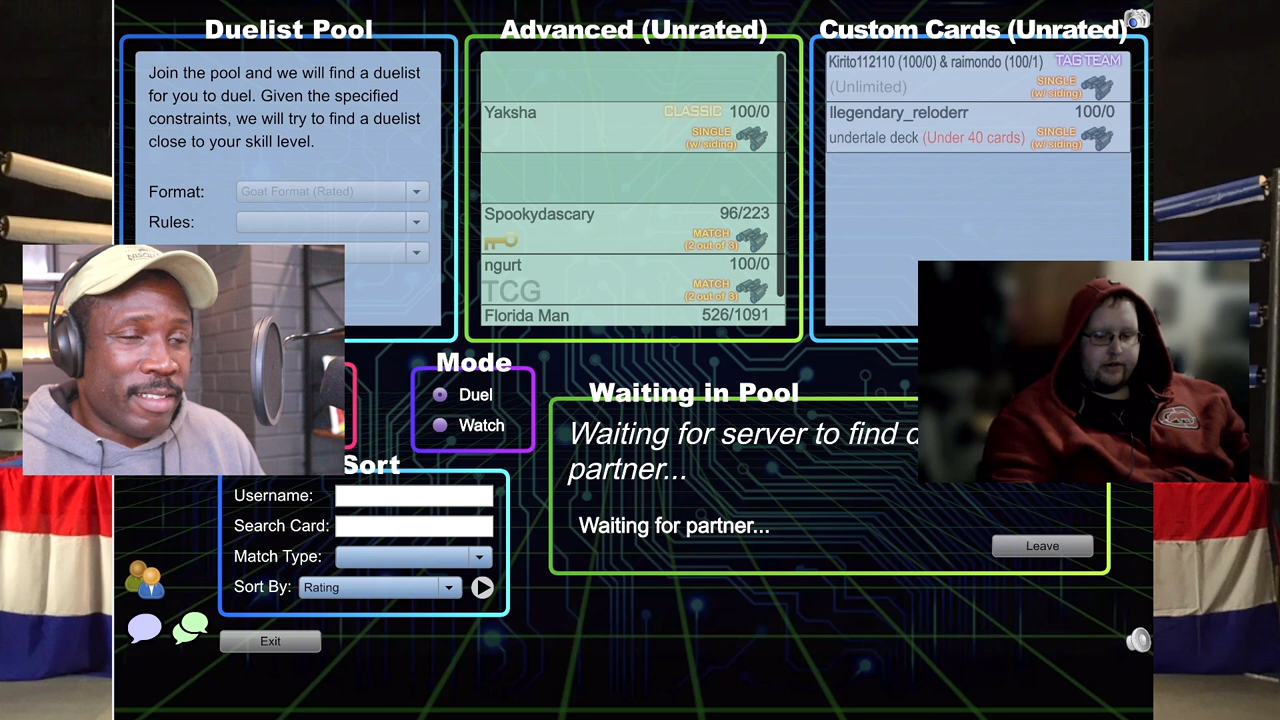 Duelist Pool
Join the pool and we will find a duelist
for you to duel. Given the specified
constraints, we will try to find a duelist
close to your skill level.
Format: Goat Format (Rated)
Rules:
Advanced (Unrated)
Yaksha CLASSIC 100/0
SINGLE
(w/ siding)
Spookydascary 96/223
MATCH
(2 out of 3)
ngurt 100/0
TCG MATCH
(2 out of 3)
Florida Man 526/1091
Custom Cards (Unrated)
Kirito112110 (100/0) & raimondo (100/1) TAG TEAM
(Unlimited) SINGLE
(w/ siding)
llegendary_reloderr 100/0
undertale deck (Under 40 cards) SINGLE
(w/ siding)
Mode
Duel
Watch
Waiting in Pool
Waiting for server to find
partner...
Waiting for partner...
Leave
Sort
Username:
Search Card:
Match Type:
Sort By: Rating
Exit